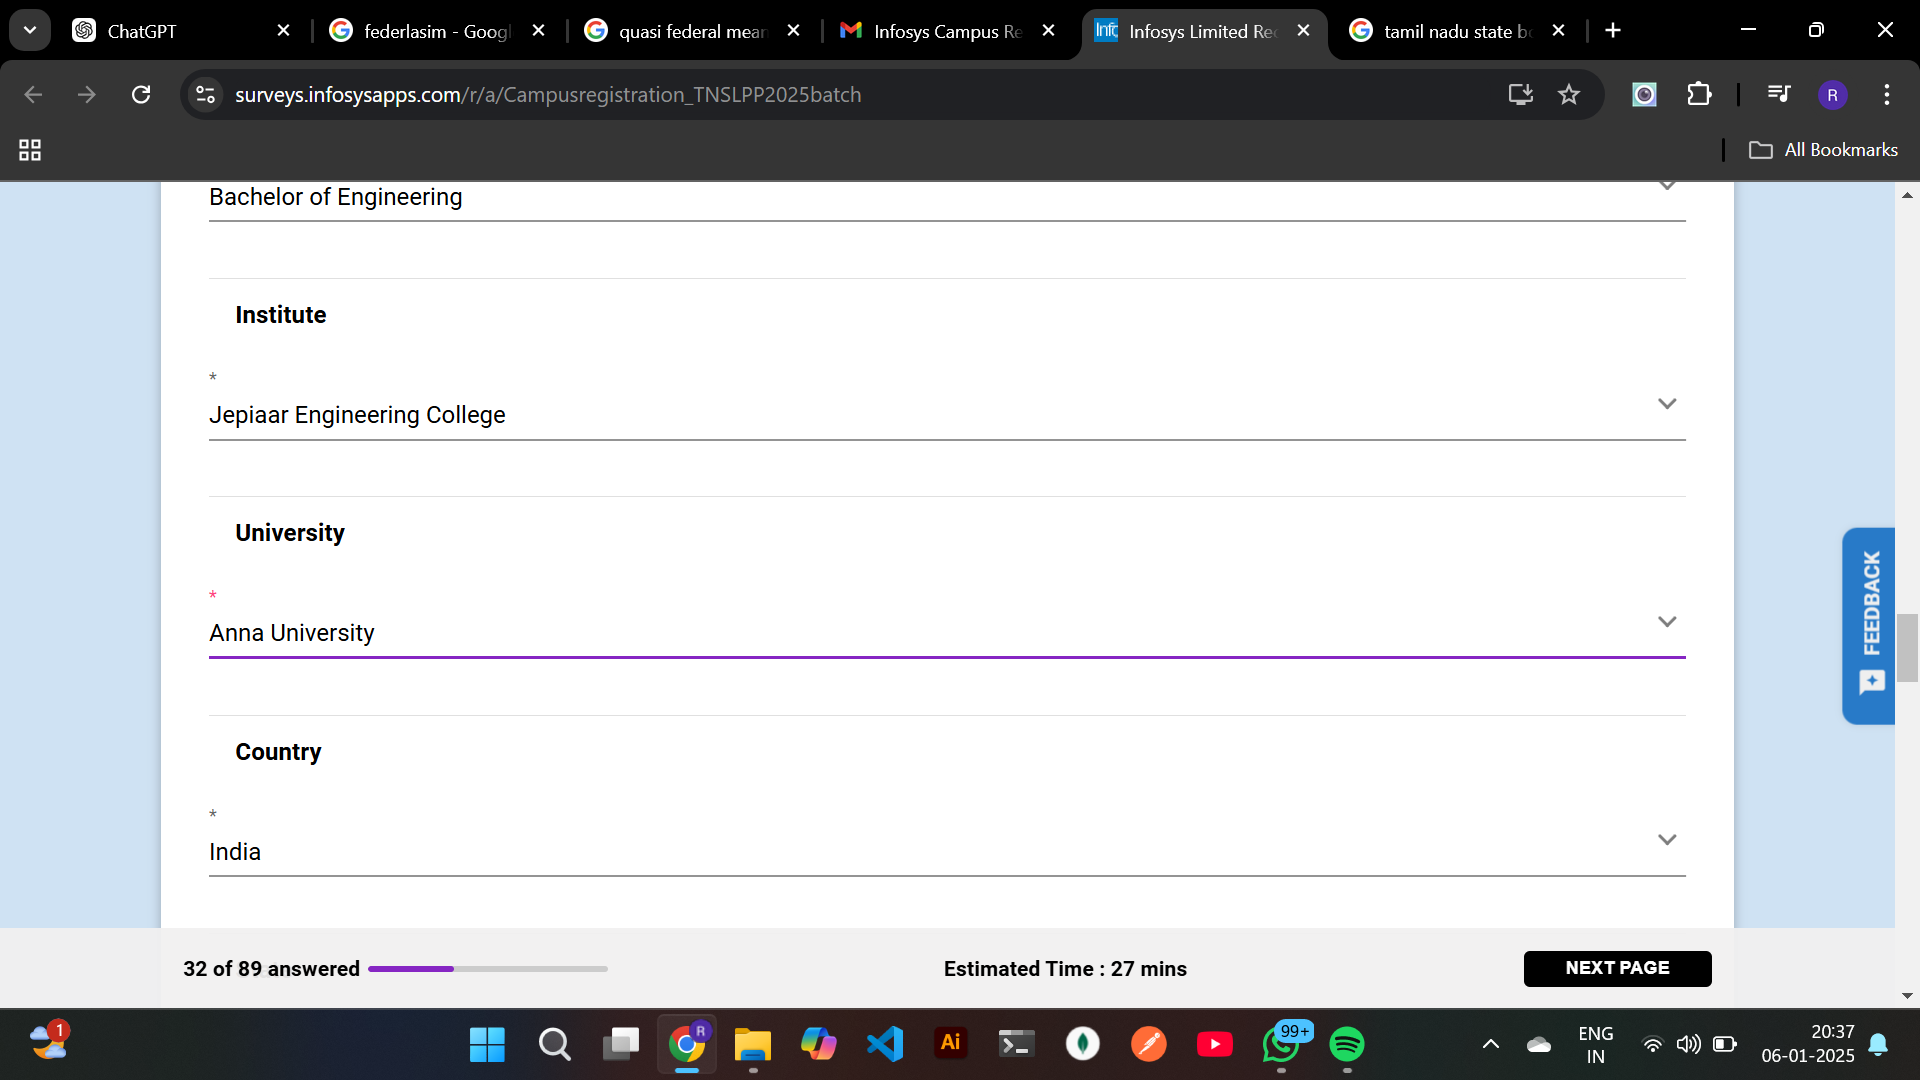 ChatGPT
federlasim - Googl
quasi federal mean
Infosys Campus Re
Infosys Limited Rec
tamil nadu state bo
surveys.infosysapps.com/r/a/Campusregistration_TNSLPP2025batch
R
All Bookmarks
Bachelor of Engineering
Institute
*
Jepiaar Engineering College
University
*
Anna University
FEEDBACK
Country
*
India
32 of 89 answered
Estimated Time : 27 mins
NEXT PAGE
1
R
Ai
99+
ENG
IN
20:37
06-01-2025